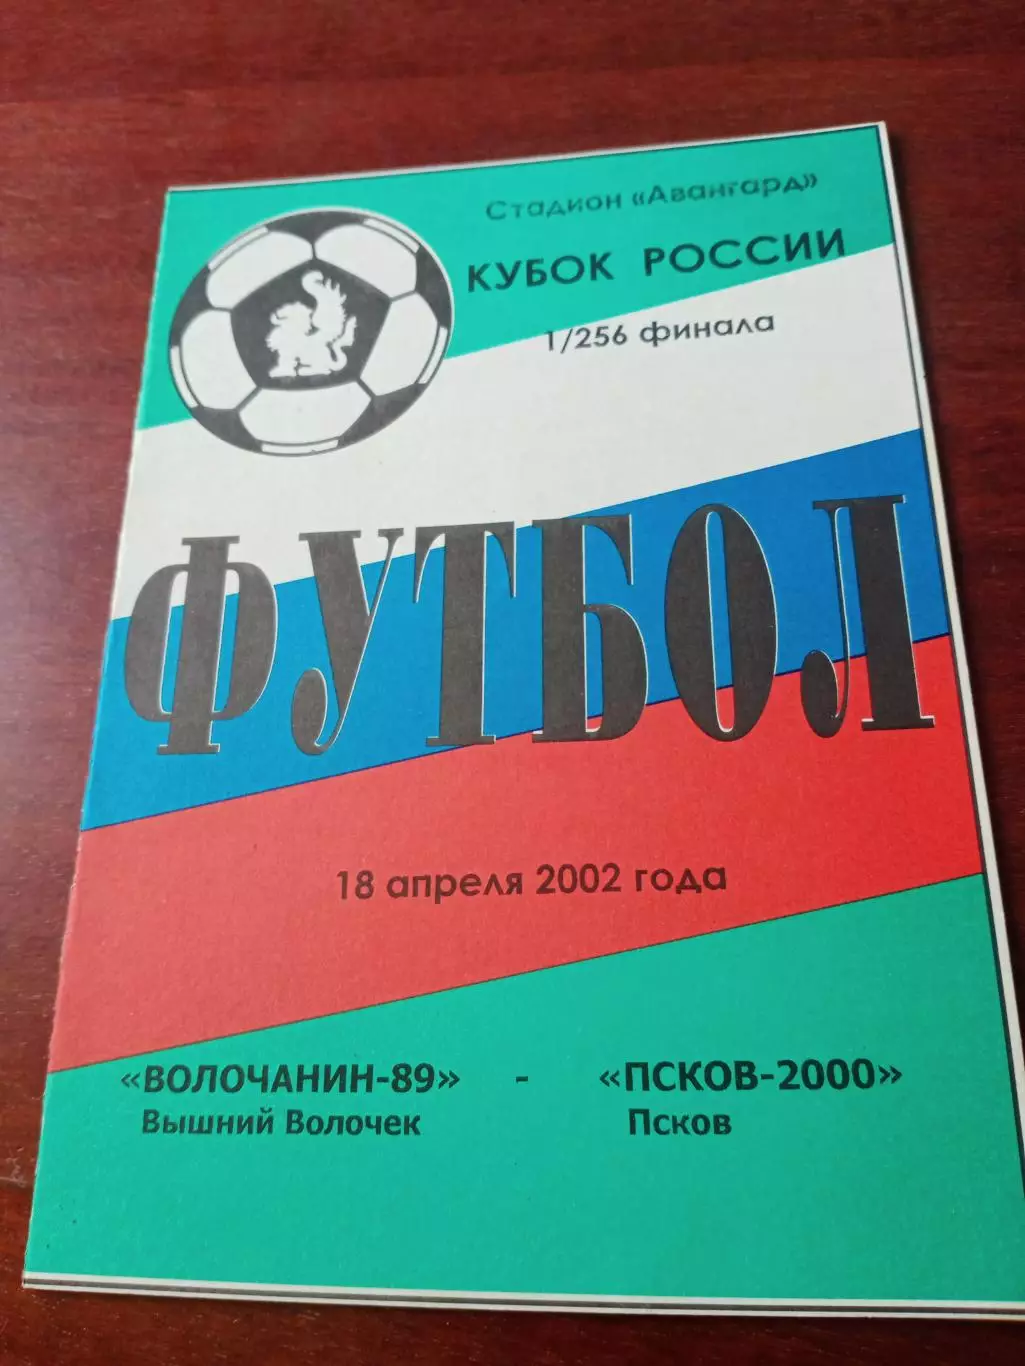 Стадион «Авангард»
КУБОК РОССИИ
1/256 финала
ФУТБОЛ
18 апреля 2002 года
«ВОЛОЧАНИН-89» - «ПСКОВ-2000»
Вышний Волочек Псков